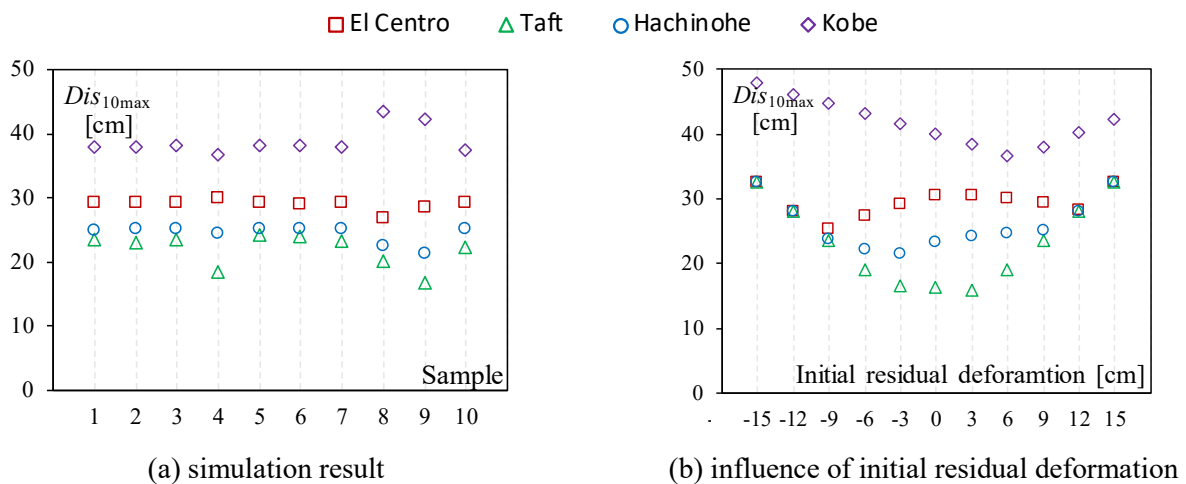 El Centro Taft Hachinohe Kobe
50
40
30
20
10
0
Dis10max
[cm]
Sample
1 2 3 4 5 6 7 8 9 10
(a) simulation result
50
40
30
20
10
0
Dis10max
[cm]
Initial residual deforamtion [cm]
- -15 -12 -9 -6 -3 0 3 6 9 12 15
(b) influence of initial residual deformation